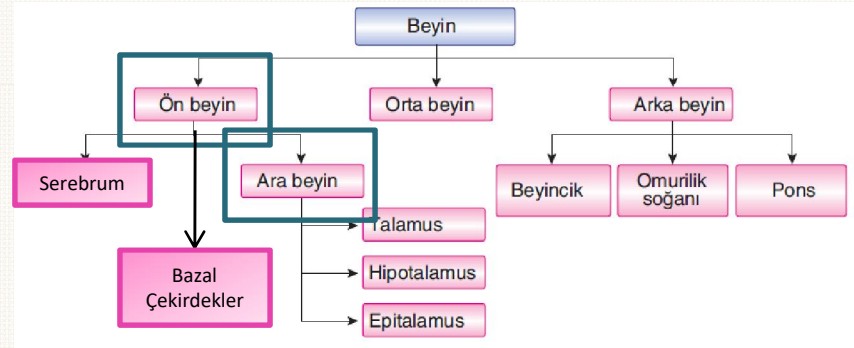 Beyin
Ön beyin
Orta beyin
Arka beyin
Serebrum
Ara beyin
Beyincik
Omurilik
soğanı
Pons
Talamus
Bazal
Çekirdekler
Hipotalamus
Epitalamus